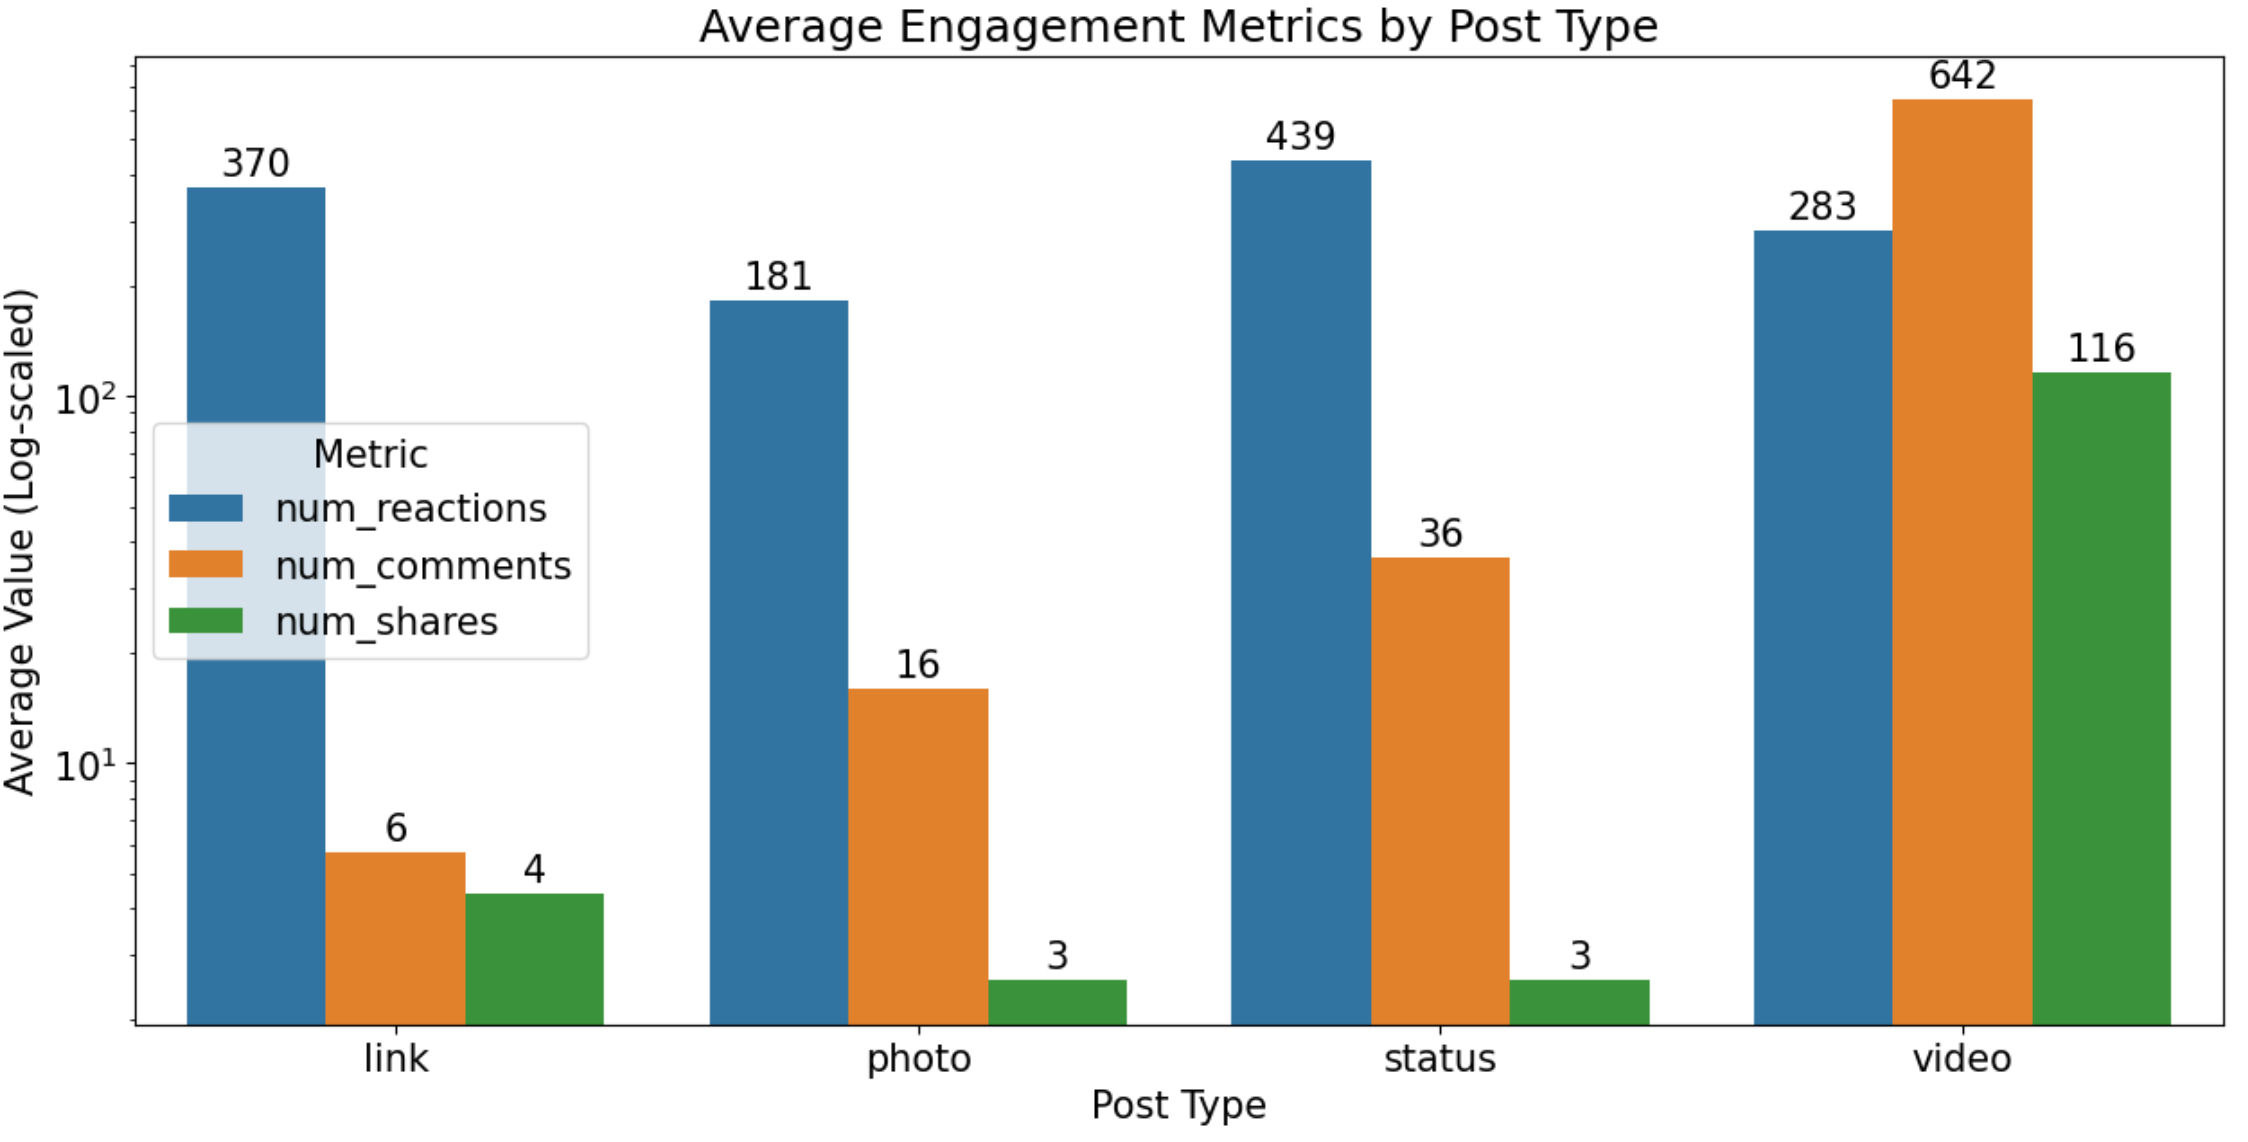 Average Engagement Metrics by Post Type
Average Value (Log-scaled)
10²
10¹
370
6
4
181
16
3
439
36
3
283
642
116
Metric
num_reactions
num_comments
num_shares
link
photo
status
video
Post Type